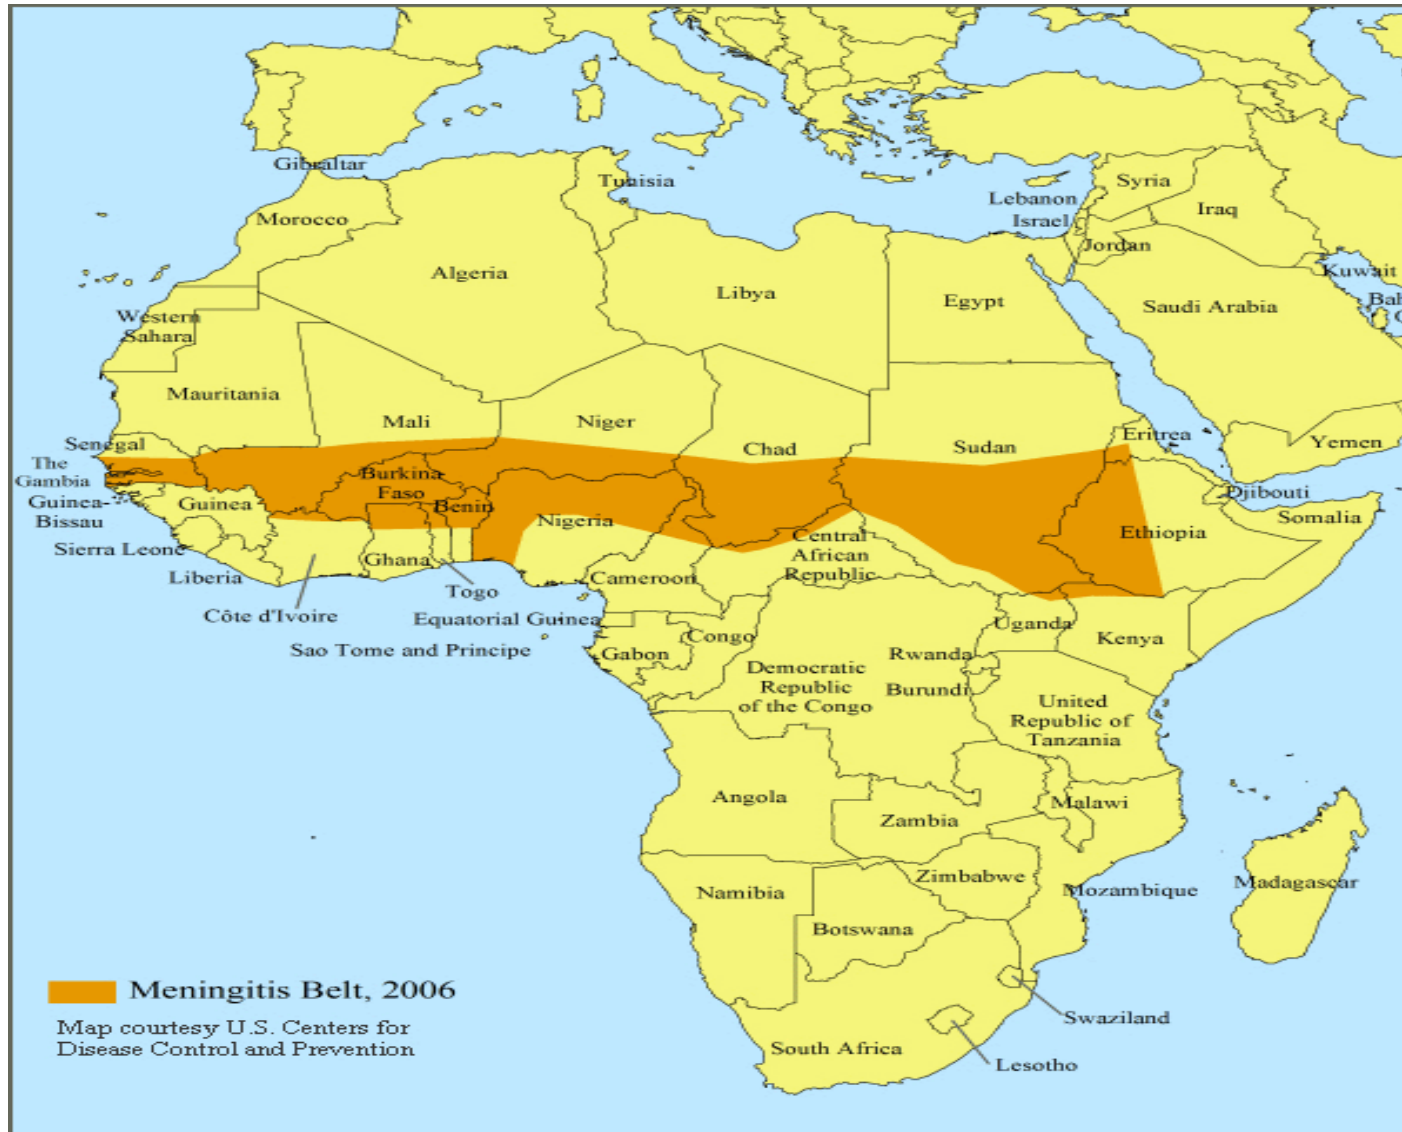 Gibraltar
Tunisia
Syria
Lebanon
Israel
Iraq
Morocco
Jordan
Algeria
Libya
Egypt
Kuwait
Saudi Arabia
Western
Sahara
Mauritania
Mali
Niger
Chad
Sudan
Eritrea
Yemen
Senegal
The
Gambia
Burkina
Faso
Benin
Guinea
Guinea-
Bissau
Nigeria
Djibouti
Somalia
Ethiopia
Sierra Leone
Liberia
Ghana
Togo
Côte d'Ivoire
Central
African
Republic
Cameroon
Equatorial Guinea
Sao Tome and Principe
Congo
Gabon
Uganda
Kenya
Rwanda
Burundi
Democratic
Republic
of the Congo
United
Republic of
Tanzania
Angola
Zambia
Malawi
Zimbabwe
Mozambique
Madagascar
Namibia
Botswana
Swaziland
South Africa
Lesotho
Meningitis Belt, 2006
Map courtesy U.S. Centers for
Disease Control and Prevention